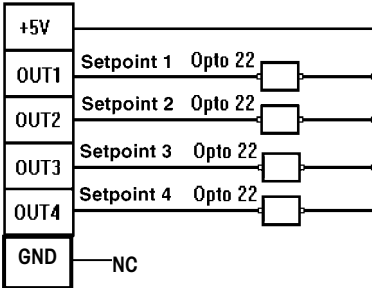 +5V
OUT1 Setpoint 1 Opto 22
OUT2 Setpoint 2 Opto 22
OUT3 Setpoint 3 Opto 22
OUT4 Setpoint 4 Opto 22
GND NC